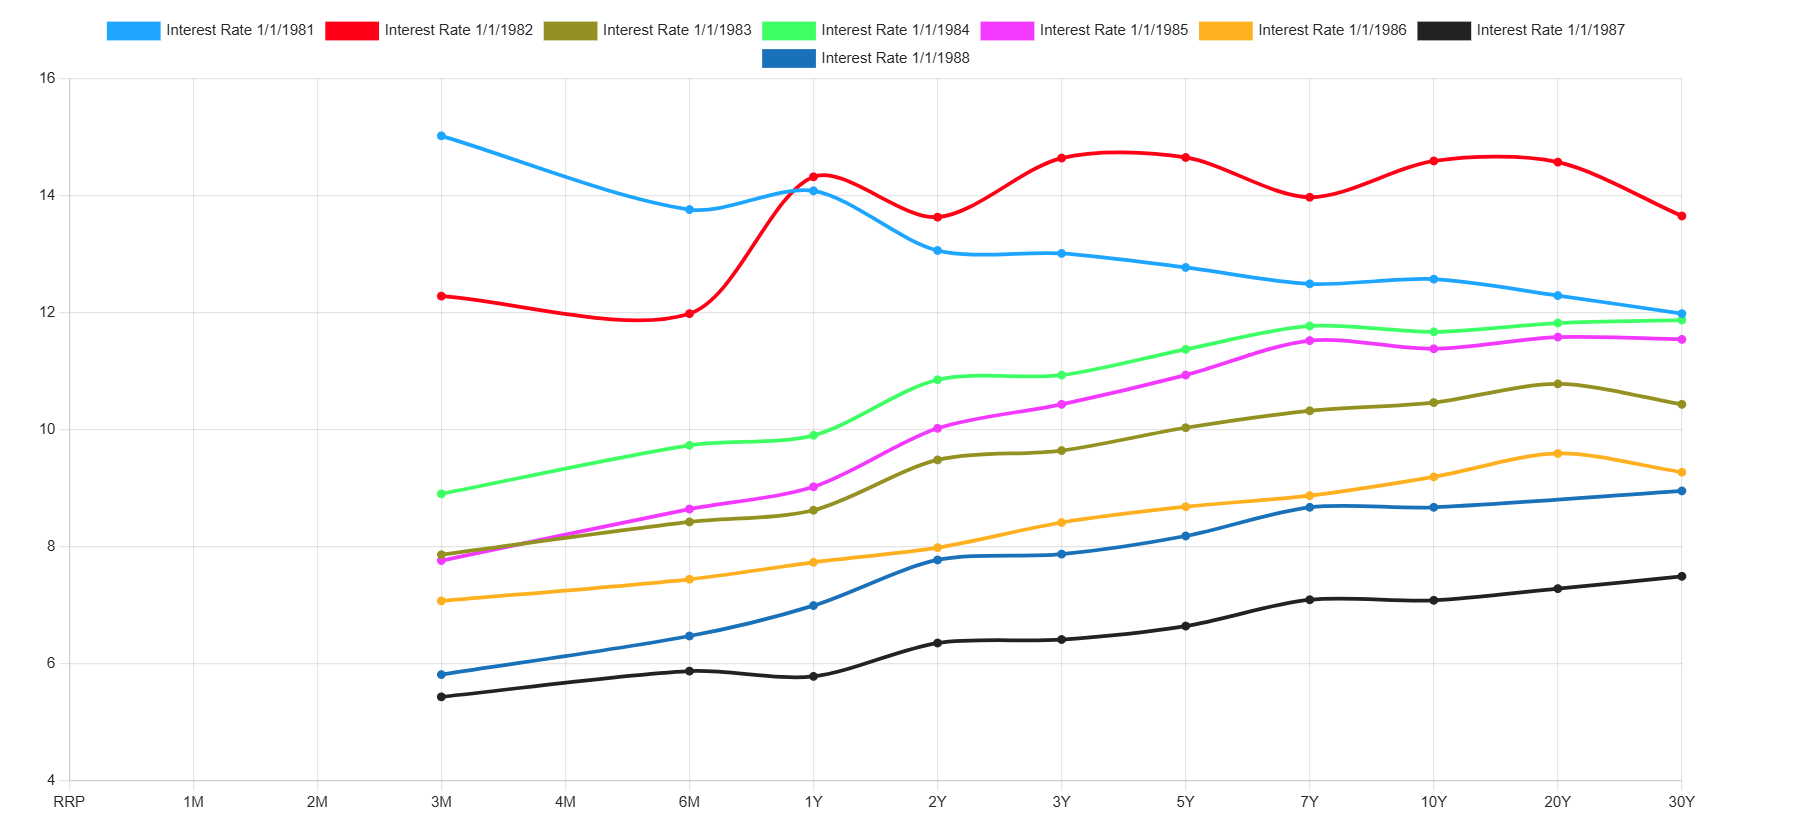 Interest Rate 1/1/1981 Interest Rate 1/1/1982 Interest Rate 1/1/1983 Interest Rate 1/1/1984 Interest Rate 1/1/1985 Interest Rate 1/1/1986 Interest Rate 1/1/1987
Interest Rate 1/1/1988
16
14
12
10
8
6
4
RRP 1M 2M 3M 4M 6M 1Y 2Y 3Y 5Y 7Y 10Y 20Y 30Y